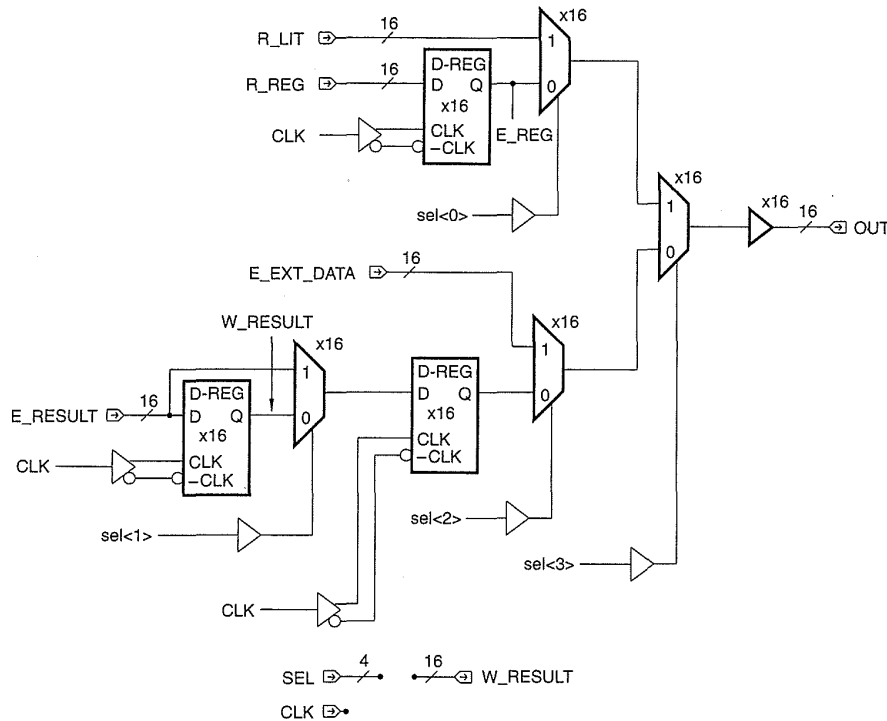 x16
R_LIT 16
1
R_REG 16
D-REG
D Q
0
x16
E_REG
CLK
CLK
–CLK
sel<0>
x16
1
0
x16
16
OUT
E_EXT_DATA 16
x16
1
0
W_RESULT
x16
1
0
E_RESULT 16
D-REG
D Q
x16
CLK
CLK
–CLK
D-REG
D Q
x16
CLK
–CLK
sel<1>
sel<2>
sel<3>
CLK
SEL 4
16 W_RESULT
CLK